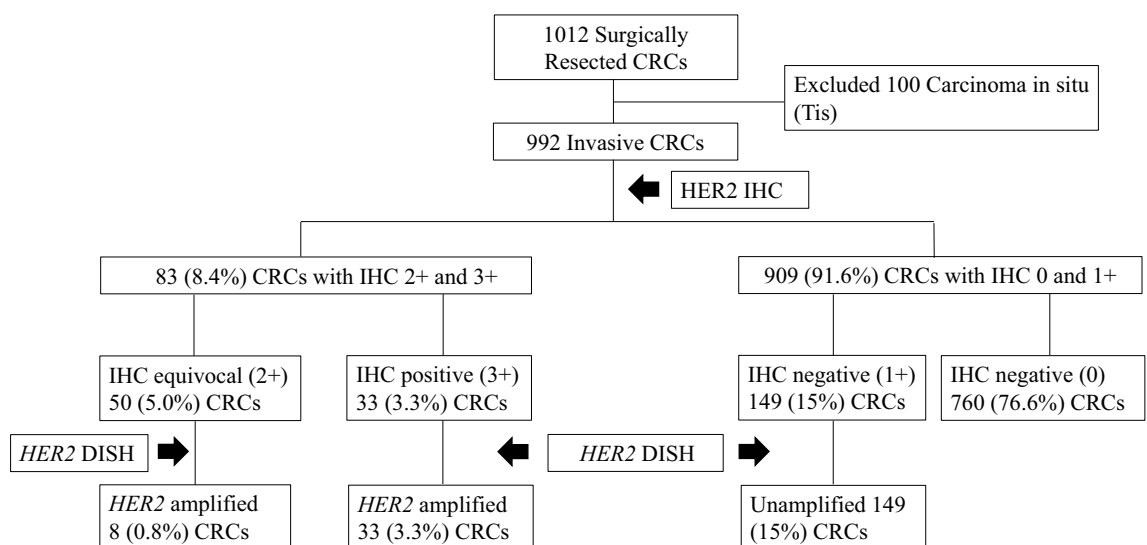 1012 Surgically
Resected CRCs
Excluded 100 Carcinoma in situ
(Tis)
992 Invasive CRCs
HER2 IHC
83 (8.4%) CRCs with IHC 2+ and 3+
909 (91.6%) CRCs with IHC 0 and 1+
IHC equivocal (2+)
50 (5.0%) CRCs
IHC positive (3+)
33 (3.3%) CRCs
IHC negative (1+)
149 (15%) CRCs
IHC negative (0)
760 (76.6%) CRCs
HER2 DISH
HER2 DISH
HER2 amplified
8 (0.8%) CRCs
HER2 amplified
33 (3.3%) CRCs
Unamplified 149
(15%) CRCs